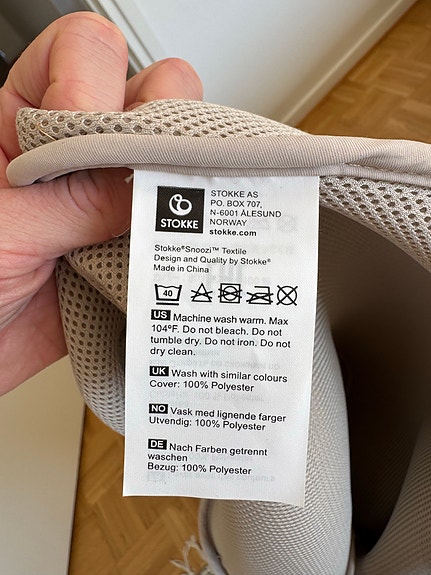 STOKKE
STOKKE AS
P.O. BOX 707,
N-6001 ÅLESUND
NORWAY
stokke.com
Stokke®Snoozi™ Textile
Design and Quality by Stokke®
Made in China
40
US Machine wash warm. Max
104°F. Do not bleach. Do not
tumble dry. Do not iron. Do not
dry clean.
UK Wash with similar colours
Cover: 100% Polyester
NO Vask med lignende farger
Utvendig: 100% Polyester
DE Nach Farben getrennt
waschen
Bezug: 100% Polyester